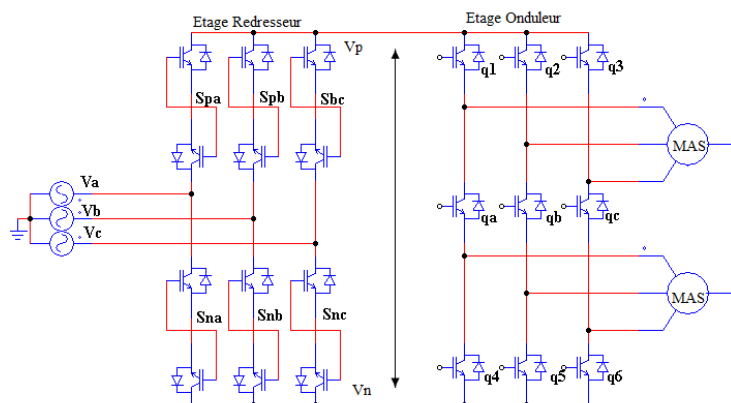 Etage Redresseur
Etage Onduleur
Vp
q1
q2
q3
Spa
Spb
Sbc
MAS
Va
Vb
Vc
qa
qb
qc
MAS
Sna
Snb
Snc
Vn
q4
q5
q6